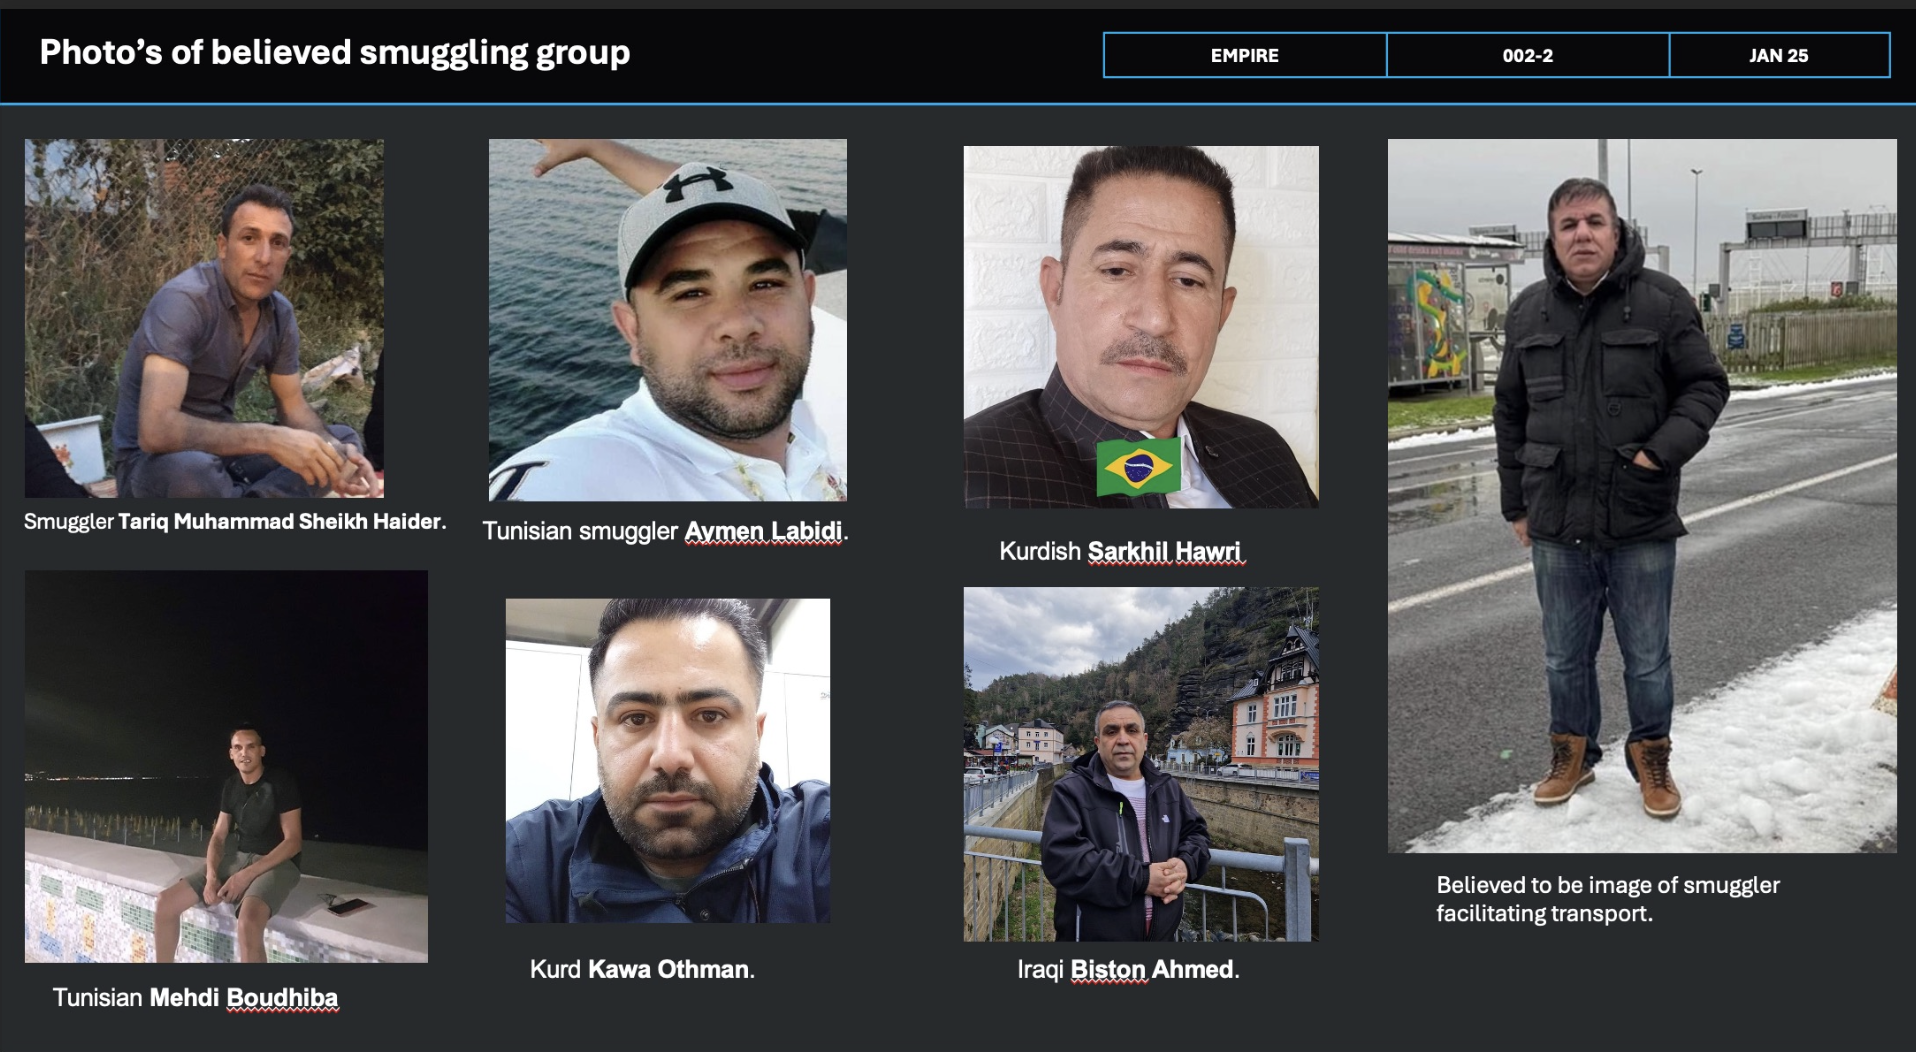 Photo’s of believed smuggling group
EMPIRE
002-2
JAN 25
Smuggler Tariq Muhammad Sheikh Haider.
Tunisian smuggler Aymen Labidi.
Kurdish Sarkhil Hawri
Tunisian Mehdi Boudhiba
Kurd Kawa Othman.
Iraqi Biston Ahmed.
Believed to be image of smuggler
facilitating transport.